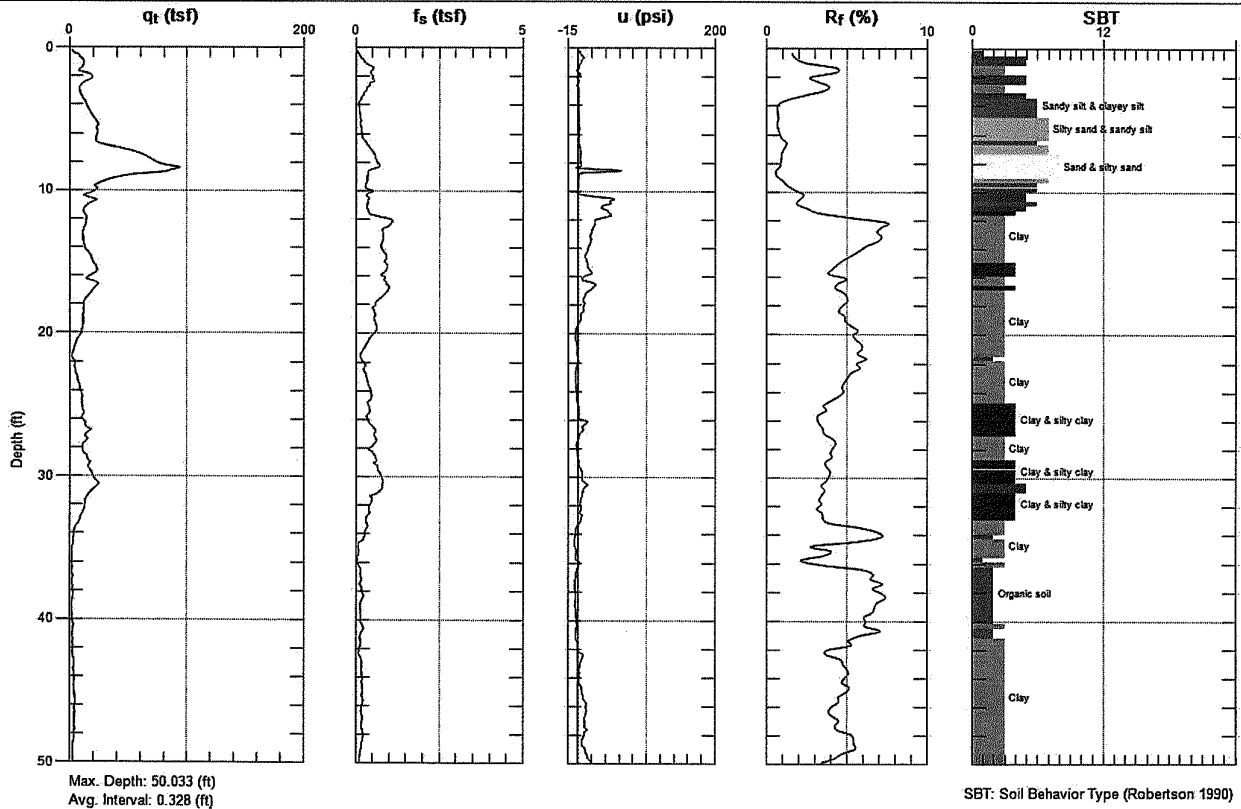 qt (tsf)
fs (tsf)
u (psi)
Rf (%)
SBT
0
200
0
5
-15
200
0
10
0
12
0
10
20
30
40
50
Depth (ft)
Sandy silt & clayey silt
Silty sand & sandy silt
Sand & silty sand
Clay
Clay
Clay
Clay & silty clay
Clay
Clay & silty clay
Clay & silty clay
Clay
Organic soil
Clay
Max. Depth: 50.033 (ft)
Avg. Interval: 0.328 (ft)
SBT: Soil Behavior Type (Robertson 1990)